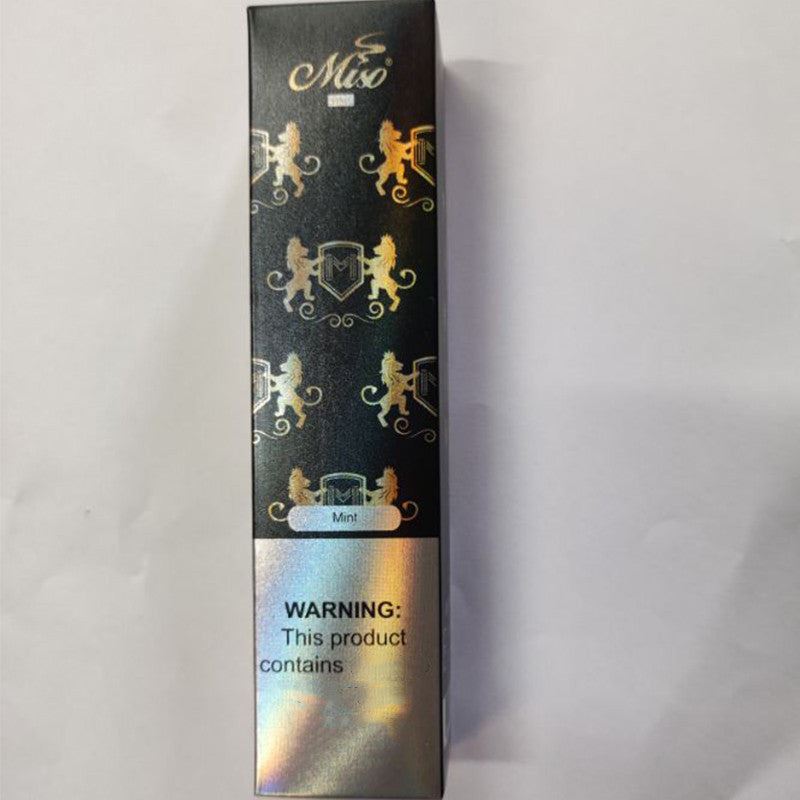 Miso®
Mint
WARNING:
This product
contains